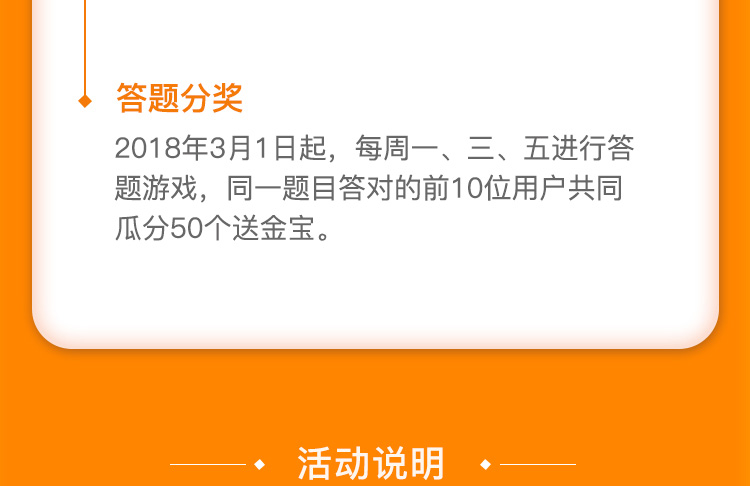 答题分奖
2018年3月1日起，每周一、三、五进行答
题游戏，同一题目答对的前10位用户共同
瓜分50个送金宝。
活动说明